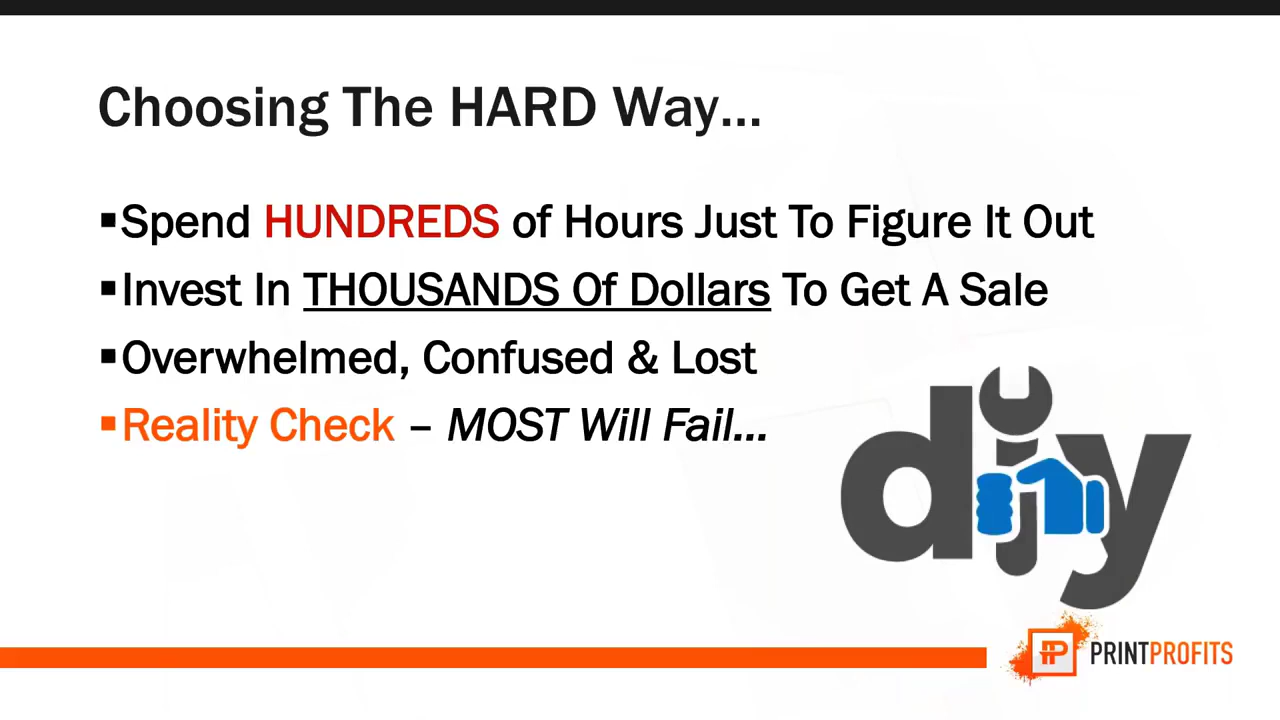 Choosing The HARD Way...
▪Spend HUNDREDS of Hours Just To Figure It Out
▪Invest In THOUSANDS Of Dollars To Get A Sale
▪Overwhelmed, Confused & Lost
▪Reality Check – MOST Will Fail...
diy
PRINTPROFITS